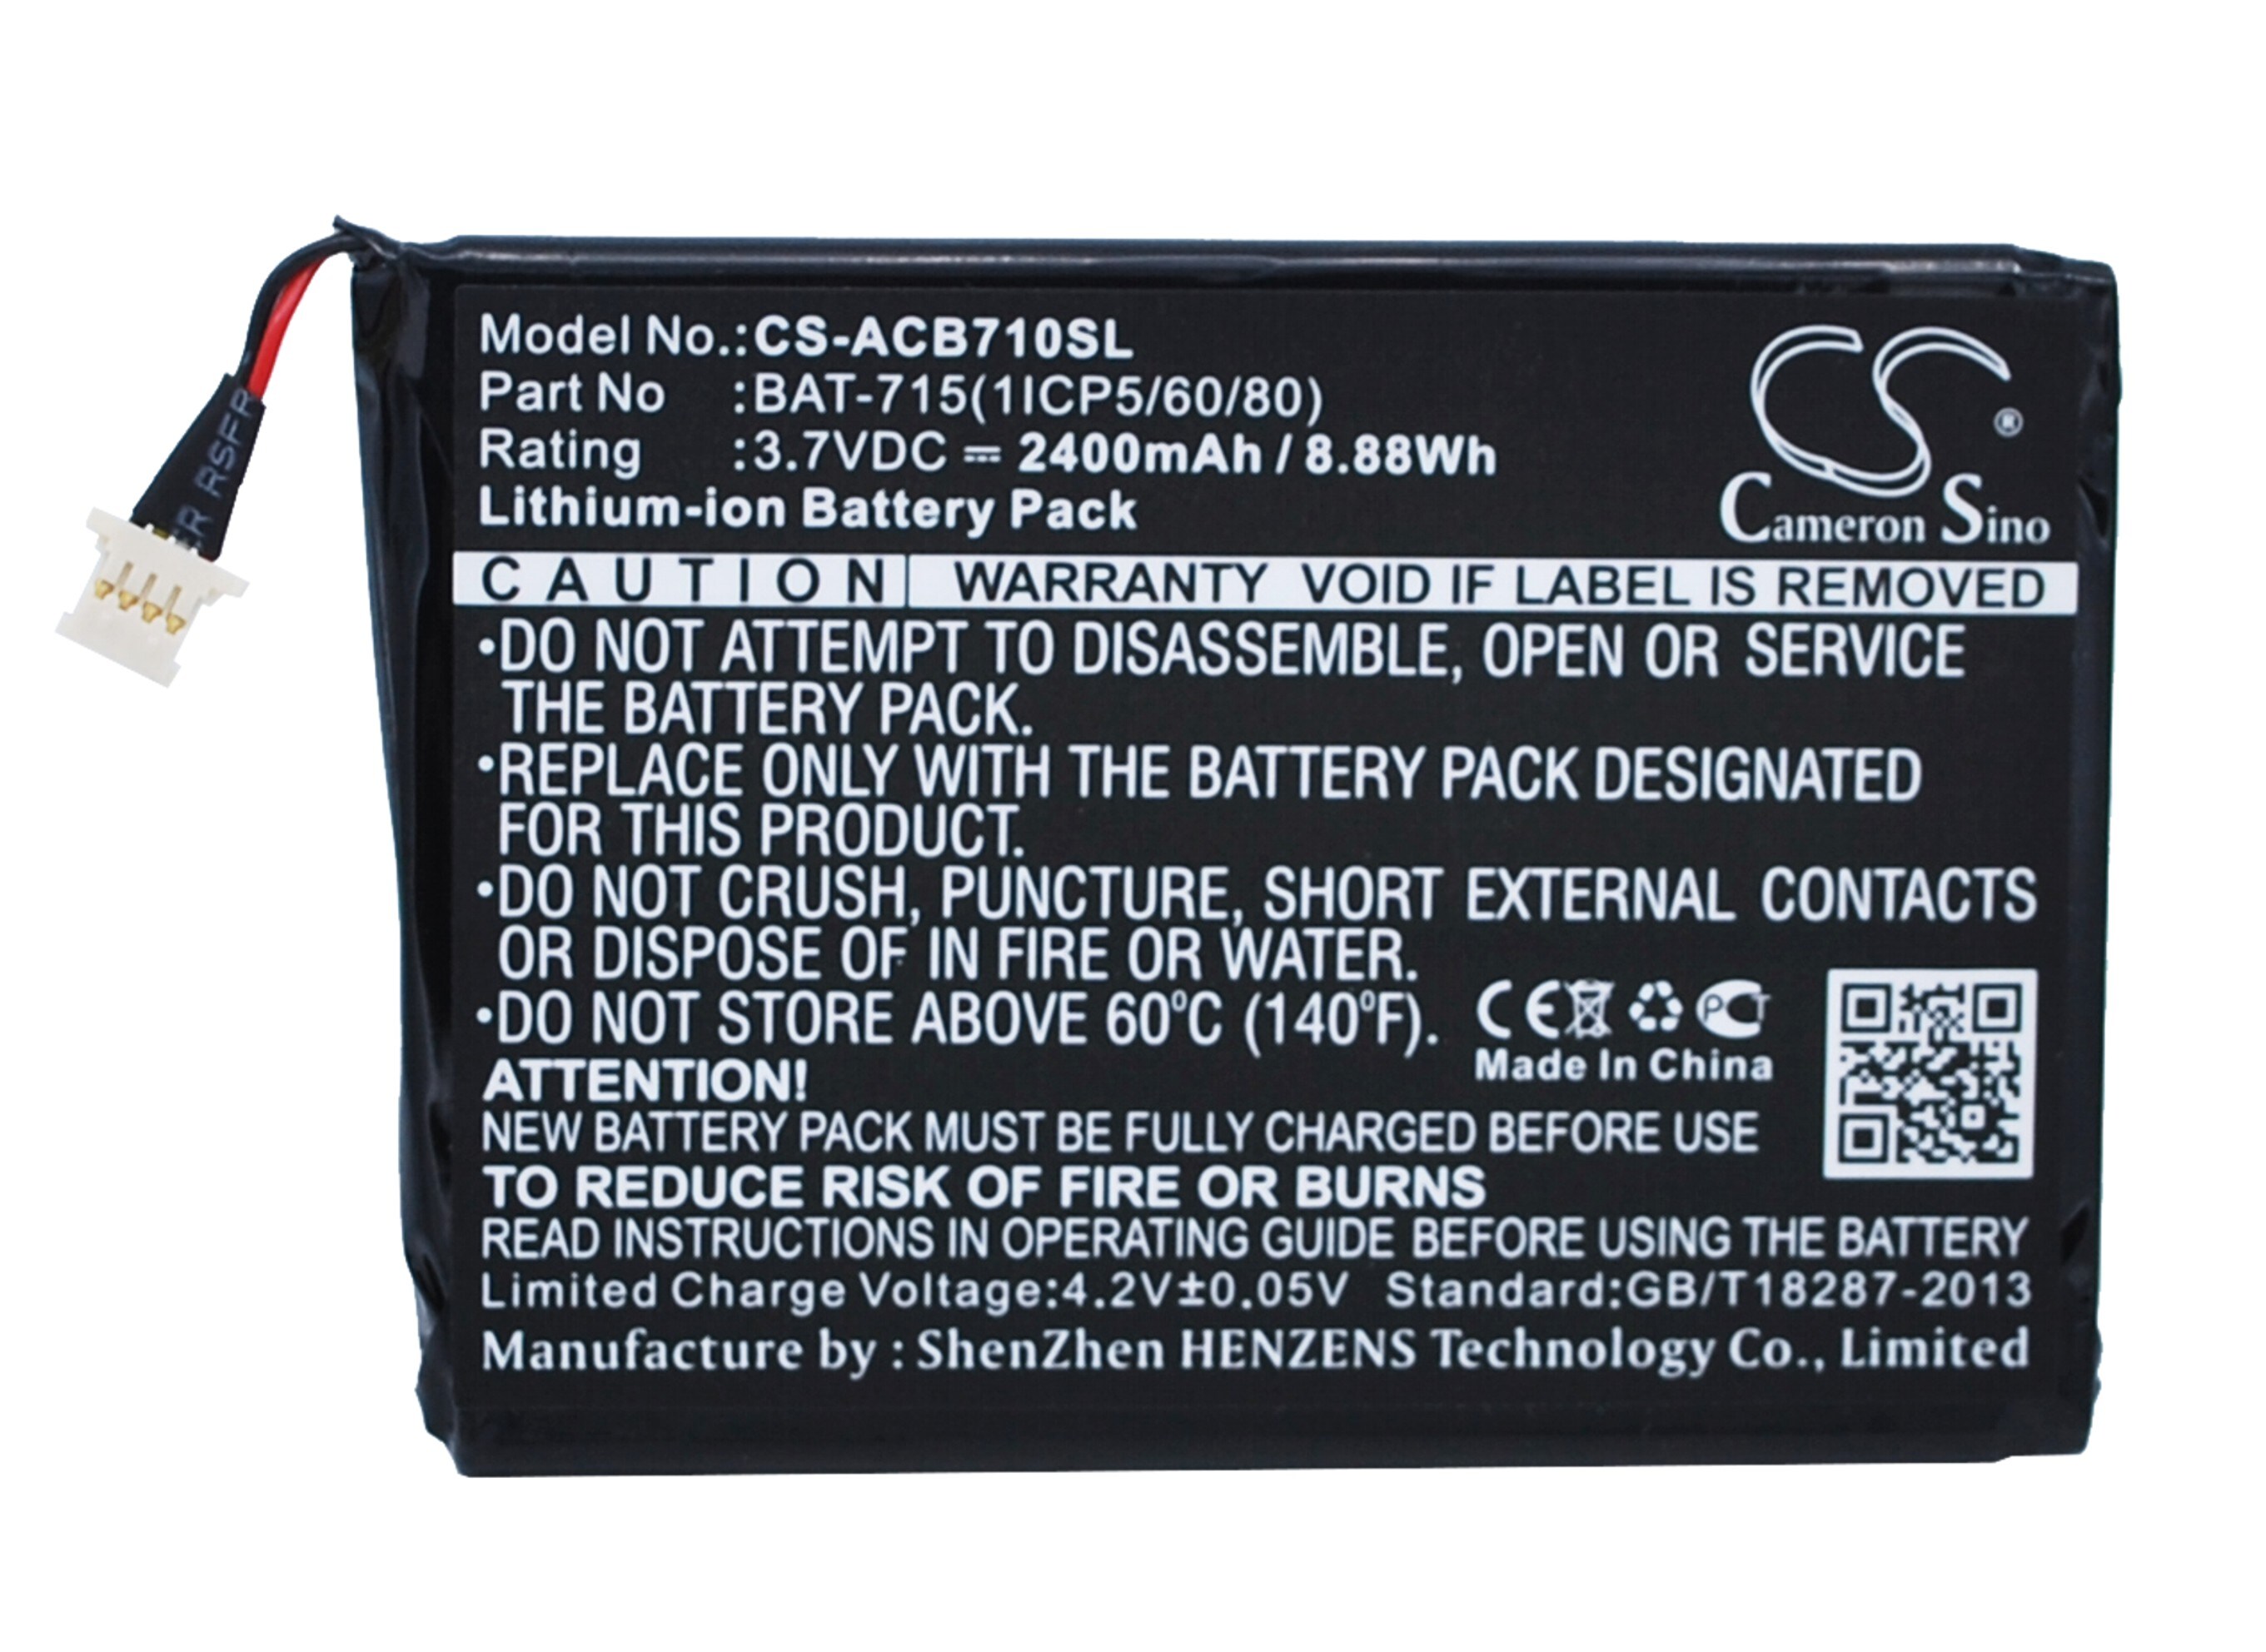 Model No.:CS-ACB710SL
Part No :BAT-715(1ICP5/60/80)
Rating :3.7VDC ⎓ 2400mAh / 8.88Wh
Lithium-ion Battery Pack
CS ®
Cameron Sino
CAUTION WARRANTY VOID IF LABEL IS REMOVED
•DO NOT ATTEMPT TO DISASSEMBLE, OPEN OR SERVICE
THE BATTERY PACK.
•REPLACE ONLY WITH THE BATTERY PACK DESIGNATED
FOR THIS PRODUCT.
•DO NOT CRUSH, PUNCTURE, SHORT EXTERNAL CONTACTS
OR DISPOSE OF IN FIRE OR WATER.
•DO NOT STORE ABOVE 60⁰C (140⁰F).
CE PCT
Made In China
ATTENTION!
NEW BATTERY PACK MUST BE FULLY CHARGED BEFORE USE
TO REDUCE RISK OF FIRE OR BURNS
READ INSTRUCTIONS IN OPERATING GUIDE BEFORE USING THE BATTERY
Limited Charge Voltage:4.2V±0.05V Standard:GB/T18287-2013
Manufacture by : ShenZhen HENZENS Technology Co., Limited